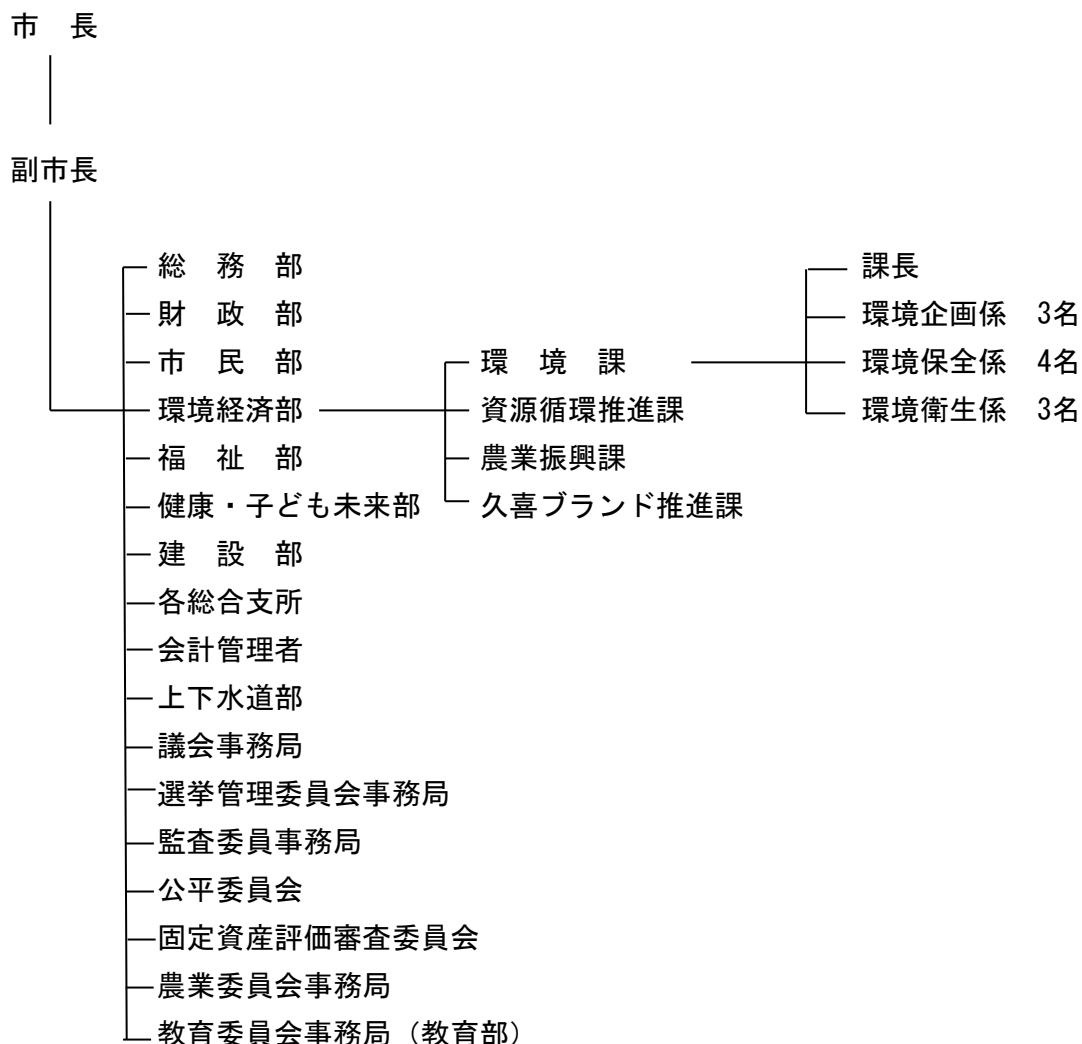 市　長
副市長
総　務　部　課長
財　政　部　環境企画係　3名
市　民　部　環　境　課　環境保全係　4名
環境経済部　資源循環推進課　環境衛生係　3名
福　祉　部　農業振興課
健康・子ども未来部　久喜ブランド推進課
建　設　部
各総合支所
会計管理者
上下水道部
議会事務局
選挙管理委員会事務局
監査委員事務局
公平委員会
固定資産評価審査委員会
農業委員会事務局
教育委員会事務局（教育部）